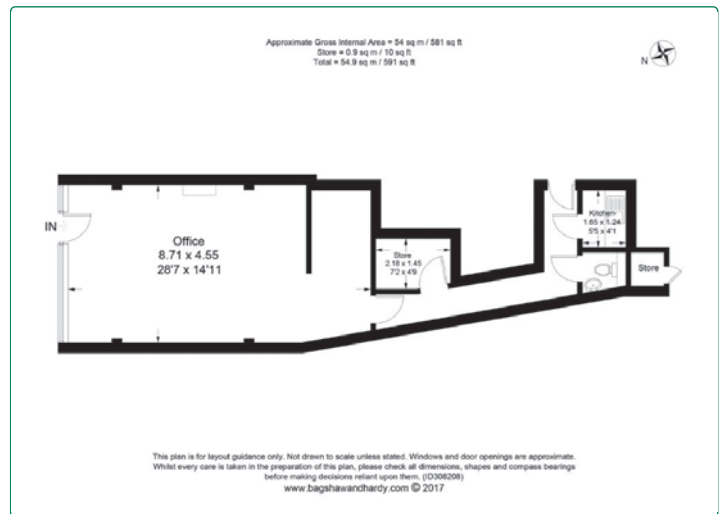 Approximate Gross Internal Area = 54 sq m / 581 sq ft
Store = 0.9 sq m / 10 sq ft
Total = 54.9 sq m / 591 sq ft
N
IN
Office
8.71 x 4.55
28'7 x 14'11
Store
2.18 x 1.45
7'2 x 4'9
Kitchen
1.65 x 1.24
5'5 x 4'1
Store
This plan is for layout guidance only. Not drawn to scale unless stated. Windows and door openings are approximate.
Whilst every care is taken in the preparation of this plan, please check all dimensions, shapes and compass bearings
before making decisions reliant upon them. (ID308208)
www.bagshawandhardy.com © 2017